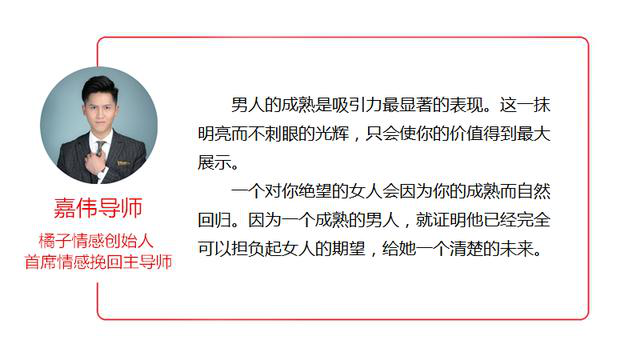 男人的成熟是吸引力最显著的表现。这一抹
明亮而不刺眼的光辉，只会使你的价值得到最大
展示。
一个对你绝望的女人会因为你的成熟而自然
回归。因为一个成熟的男人，就证明他已经完全
可以担负起女人的期望，给她一个清楚的未来。
嘉伟导师
橘子情感创始人
首席情感挽回主导师